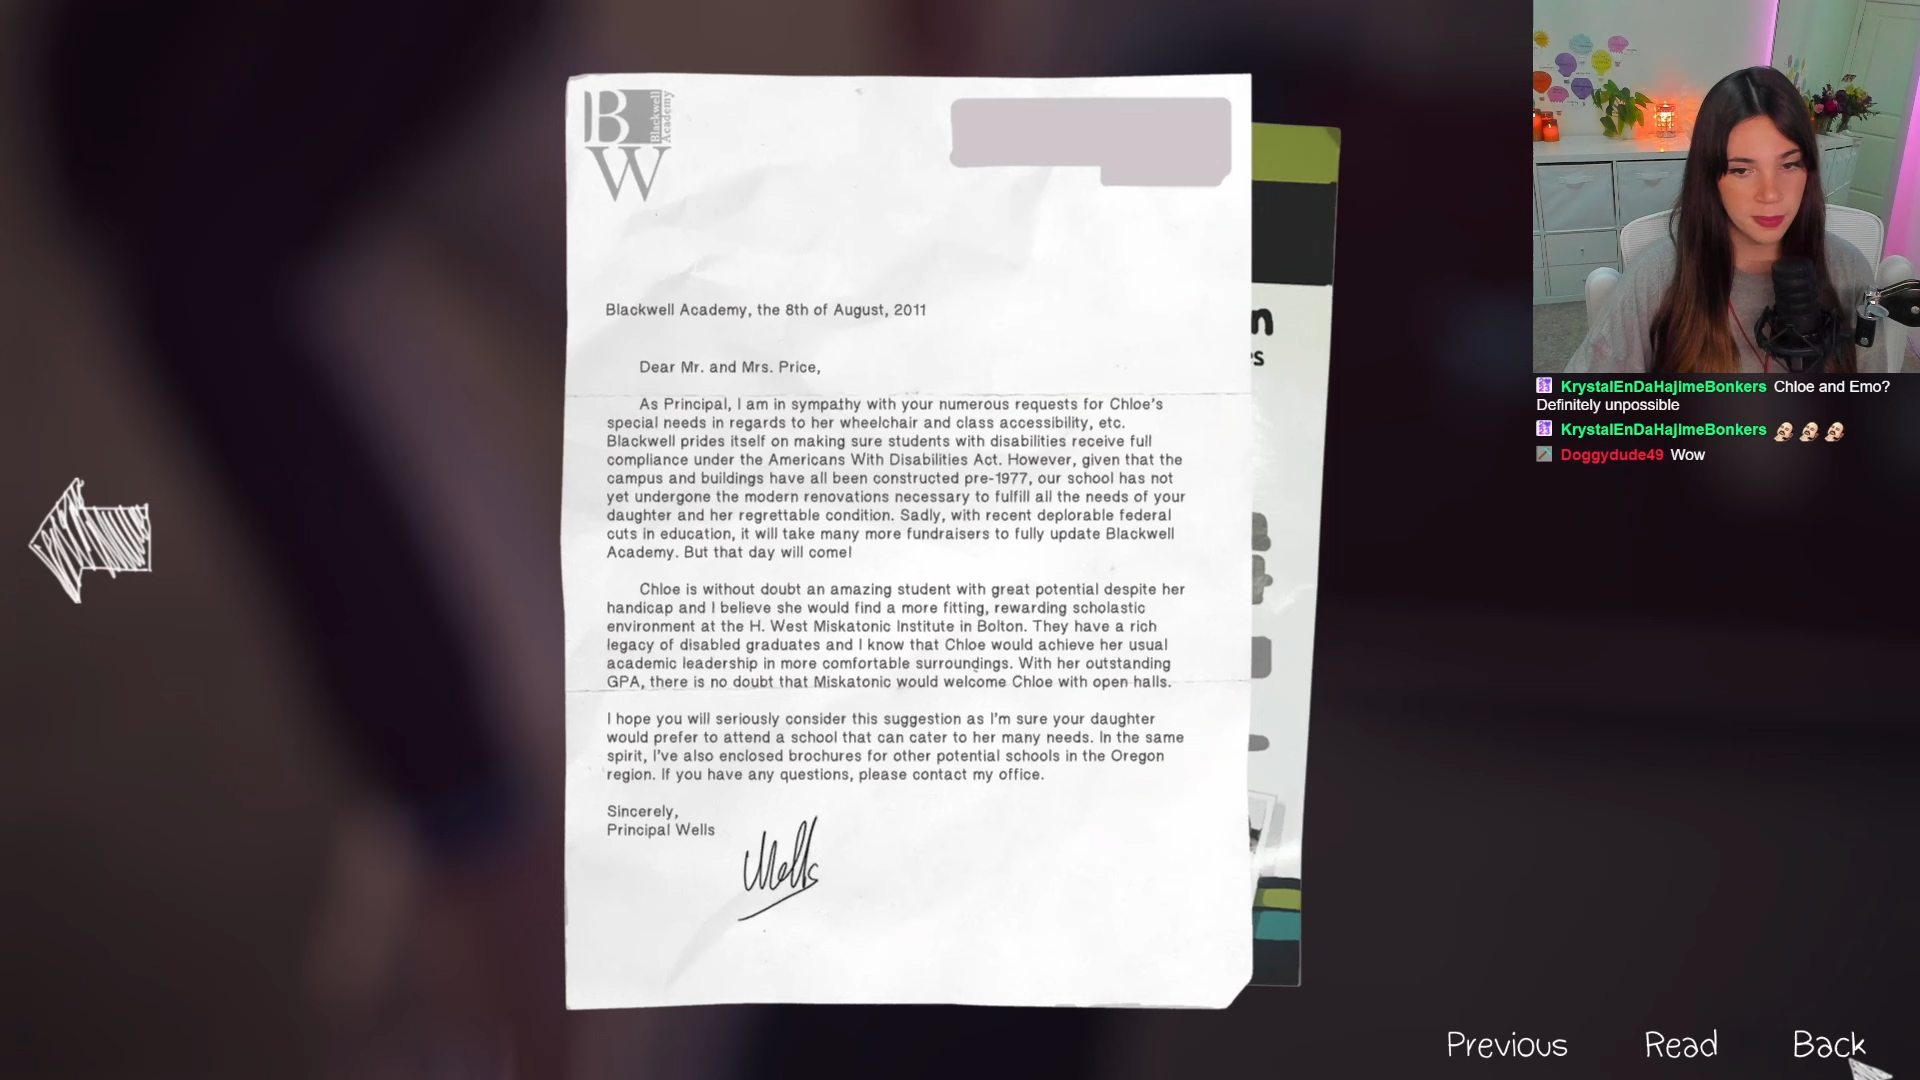 B
W
Blackwell
Academy
n
es
Blackwell Academy, the 8th of August, 2011
Dear Mr. and Mrs. Price,
As Principal, I am in sympathy with your numerous requests for Chloe's
special needs in regards to her wheelchair and class accessibility, etc.
Blackwell prides itself on making sure students with disabilities receive full
compliance under the Americans With Disabilities Act. However, given that the
campus and buildings have all been constructed pre-1977, our school has not
yet undergone the modern renovations necessary to fulfill all the needs of your
daughter and her regrettable condition. Sadly, with recent deplorable federal
cuts in education, it will take many more fundraisers to fully update Blackwell
Academy. But that day will come!
Chloe is without doubt an amazing student with great potential despite her
handicap and I believe she would find a more fitting, rewarding scholastic
environment at the H. West Miskatonic Institute in Bolton. They have a rich
legacy of disabled graduates and I know that Chloe would achieve her usual
academic leadership in more comfortable surroundings. With her outstanding
GPA, there is no doubt that Miskatonic would welcome Chloe with open halls.
I hope you will seriously consider this suggestion as I'm sure your daughter
would prefer to attend a school that can cater to her many needs. In the same
spirit, I've also enclosed brochures for other potential schools in the Oregon
region. If you have any questions, please contact my office.
Sincerely,
Principal Wells
Wells
KrystalEnDaHajimeBonkers Chloe and Emo?
Definitely unpossible
KrystalEnDaHajimeBonkers
Doggydude49 Wow
Previous Read Back